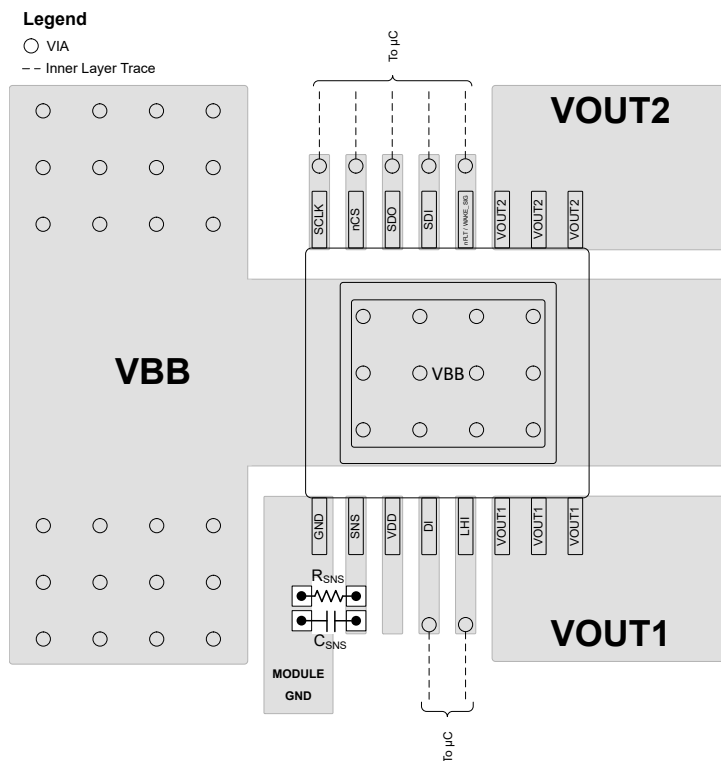 Legend
VIA
Inner Layer Trace
To µC
VOUT2
SCLK
nCS
SDO
SDI
nFLT / WAKE_SIG
VOUT2
VOUT2
VOUT2
VBB
VBB
GND
SNS
VDD
DI
LHI
VOUT1
VOUT1
VOUT1
RSNS
CSNS
VOUT1
MODULE
GND
To µC